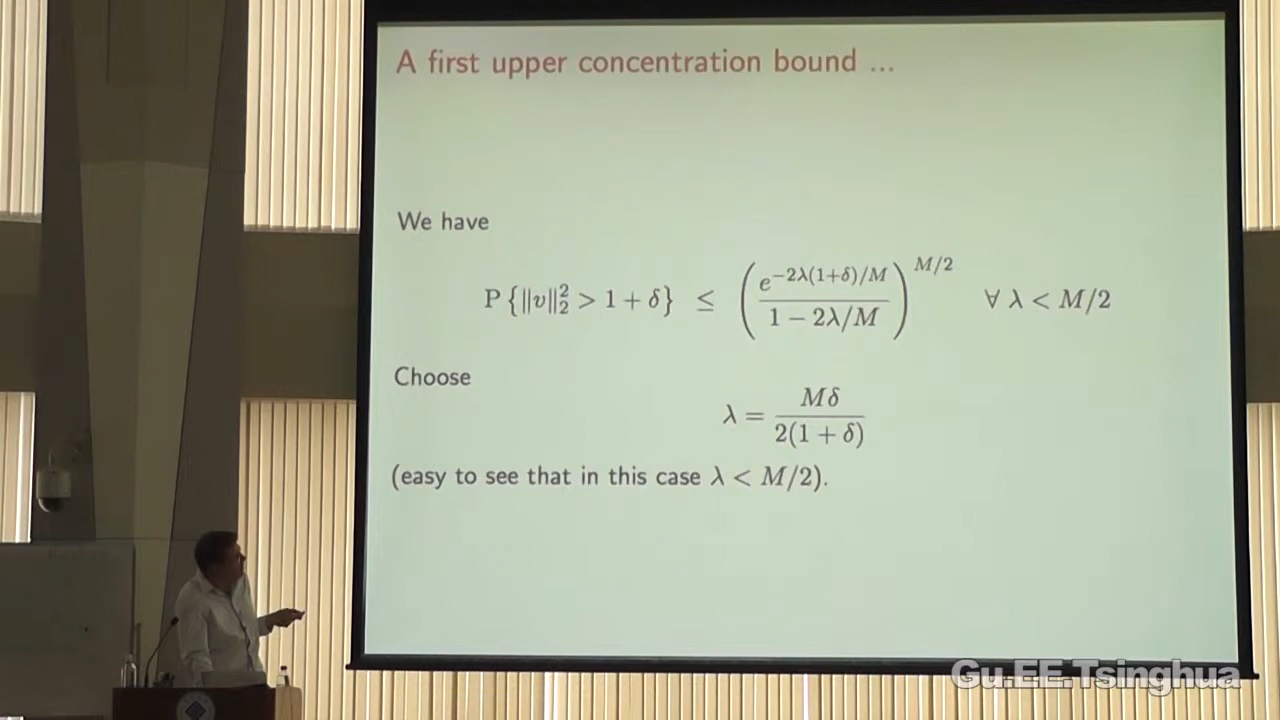 A first upper concentration bound ...
We have
P{‖v‖₂² > 1 + δ} ≤ (e^{−2λ(1+δ)/M} / (1 − 2λ/M))^{M/2} ∀ λ < M/2
Choose
λ = Mδ / 2(1 + δ)
(easy to see that in this case λ < M/2).
Gu.EE.Tsinghua